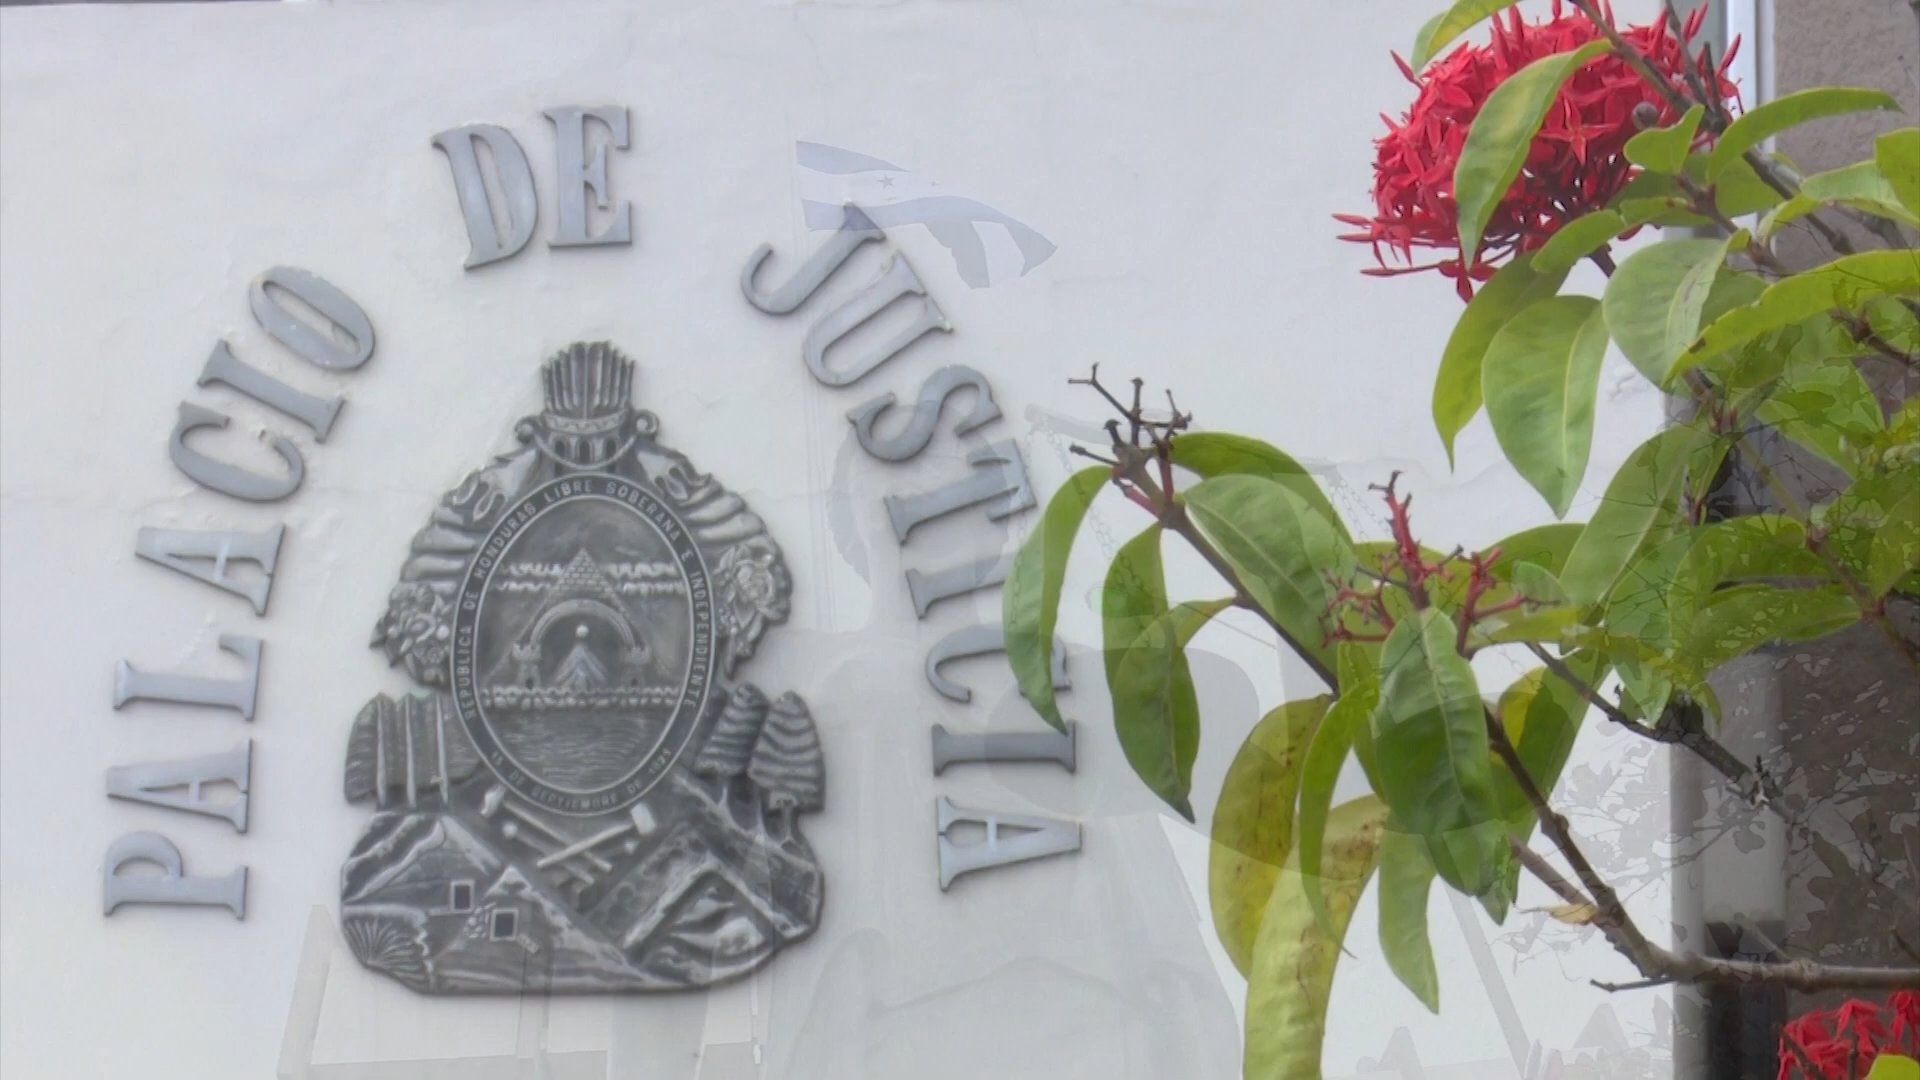 PALACIO DE JUSTICIA
REPUBLICA DE HONDURAS LIBRE SOBERANA E INDEPENDIENTE
15 DE SEPTIEMBRE DE 1821